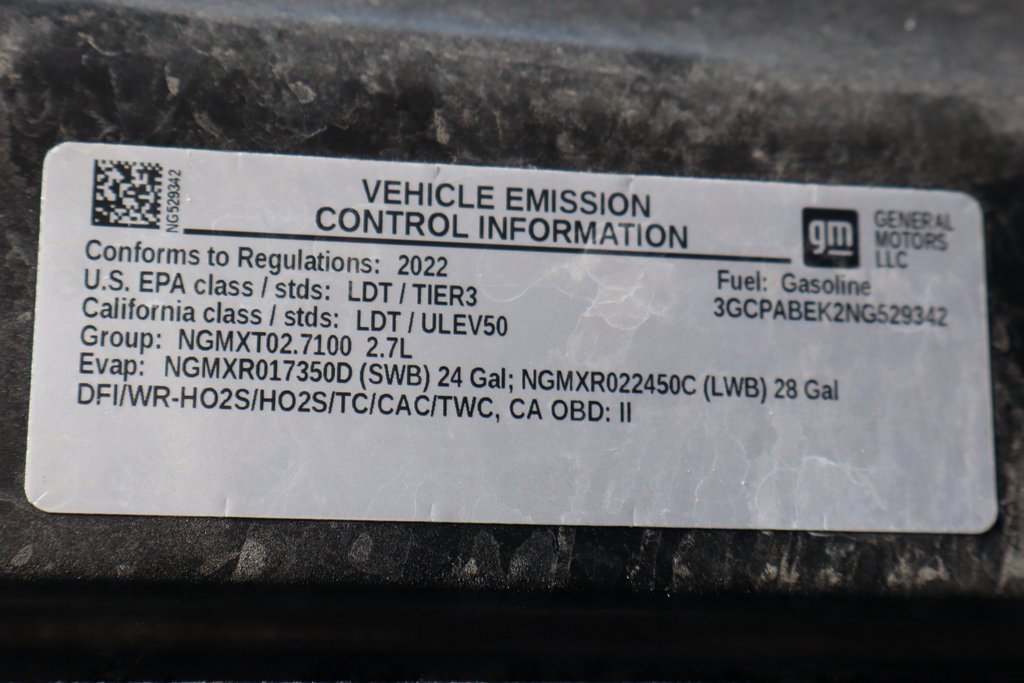 NG529342
VEHICLE EMISSION
CONTROL INFORMATION
gm
GENERAL
MOTORS
LLC
Conforms to Regulations: 2022
Fuel: Gasoline
U.S. EPA class / stds: LDT / TIER3
3GCPABEK2NG529342
California class / stds: LDT / ULEV50
Group: NGMXT02.7100 2.7L
Evap: NGMXR017350D (SWB) 24 Gal; NGMXR022450C (LWB) 28 Gal
DFI/WR-HO2S/HO2S/TC/CAC/TWC, CA OBD: II